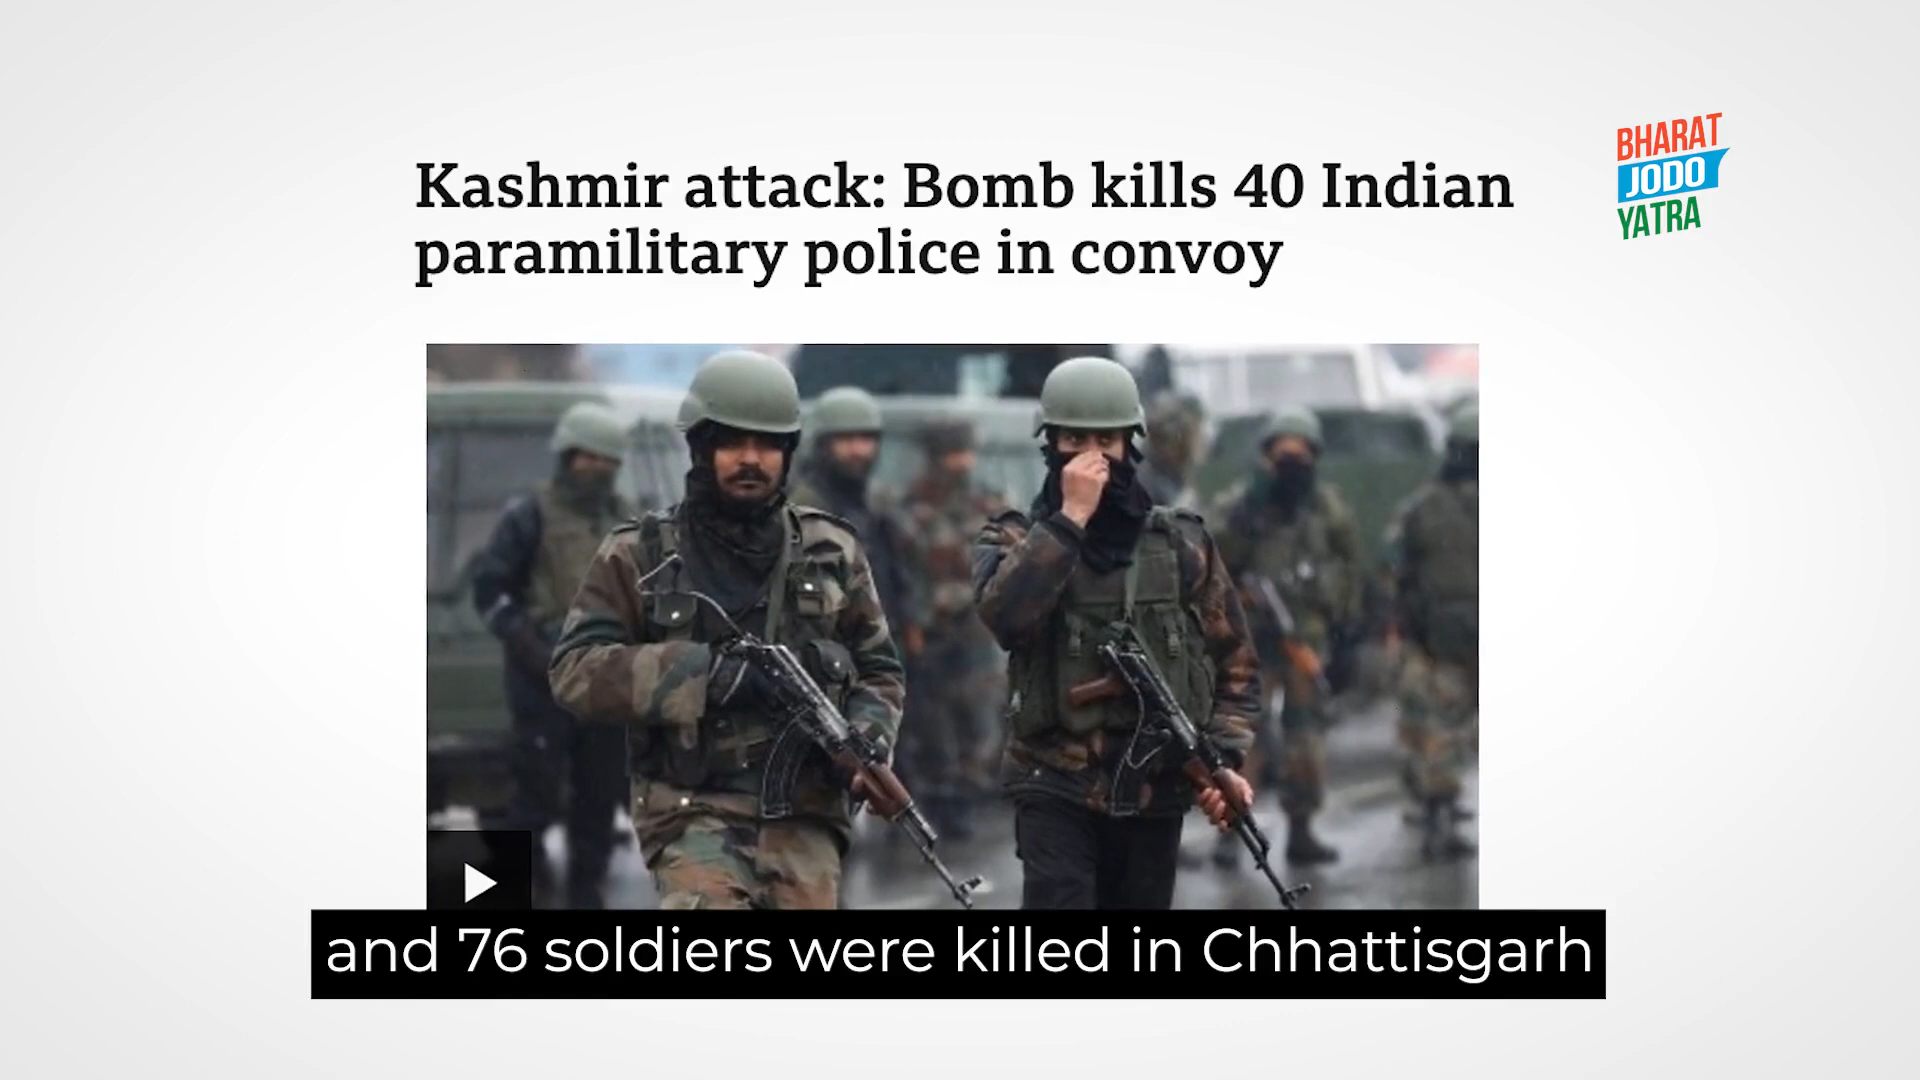 Kashmir attack: Bomb kills 40 Indian
paramilitary police in convoy
BHARAT
JODO
YATRA
and 76 soldiers were killed in Chhattisgarh